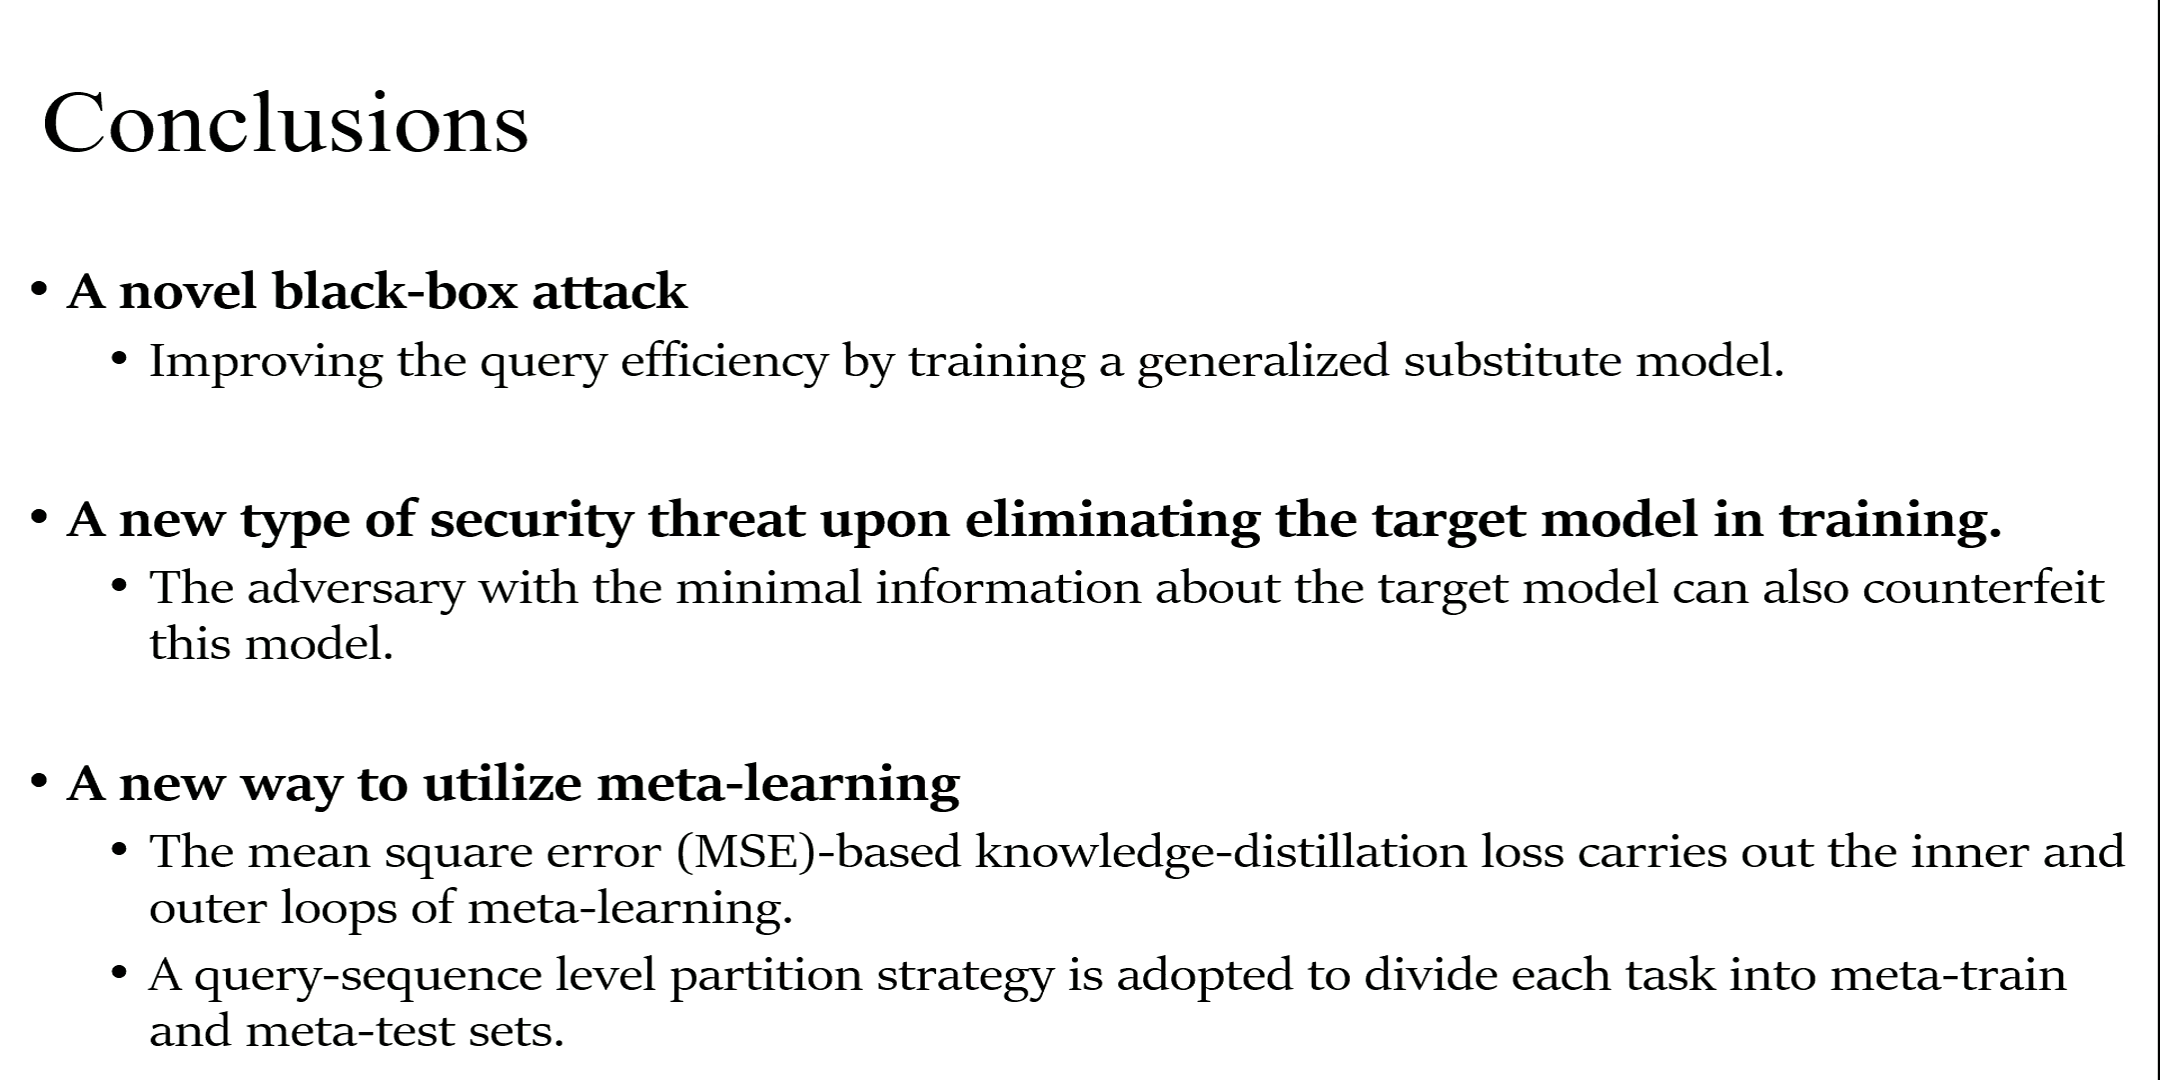 Conclusions
• A novel black-box attack
• Improving the query efficiency by training a generalized substitute model.
• A new type of security threat upon eliminating the target model in training.
• The adversary with the minimal information about the target model can also counterfeit
this model.
• A new way to utilize meta-learning
• The mean square error (MSE)-based knowledge-distillation loss carries out the inner and
outer loops of meta-learning.
• A query-sequence level partition strategy is adopted to divide each task into meta-train
and meta-test sets.